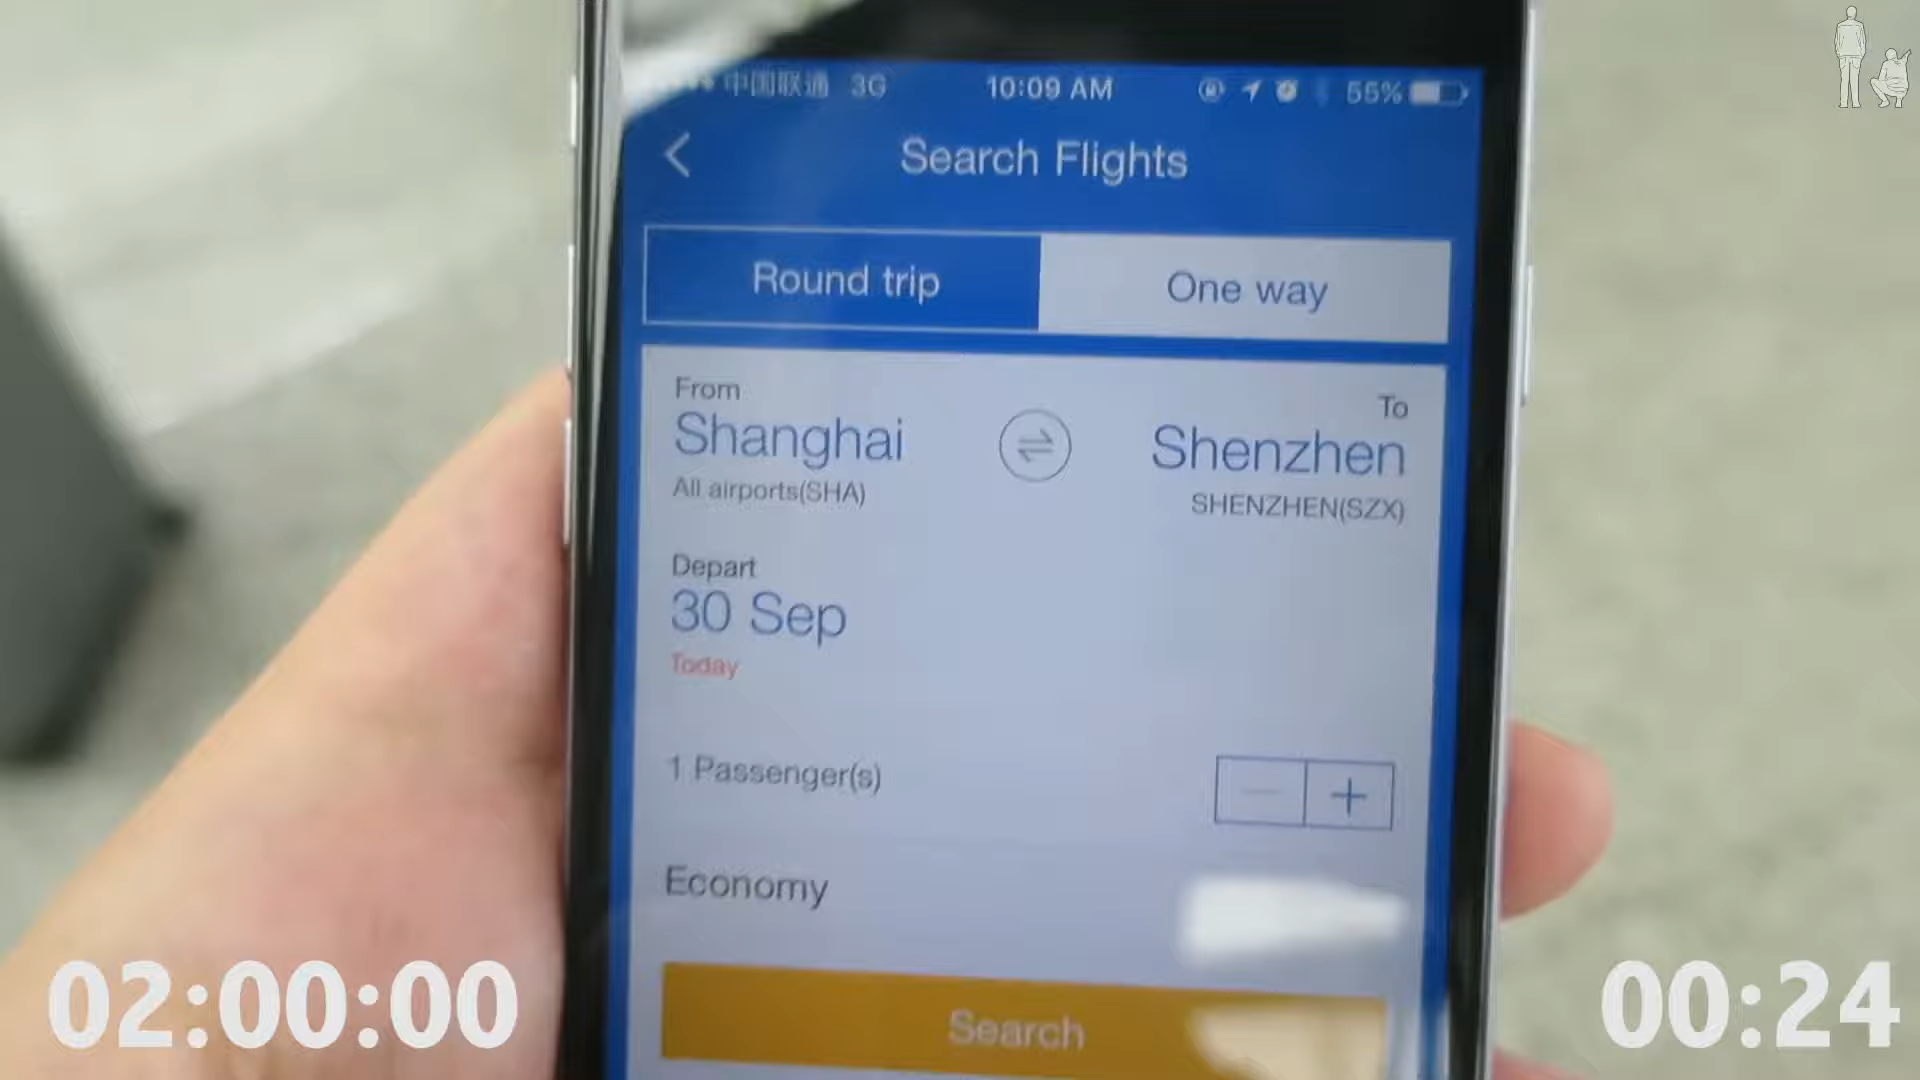 中国联通 3G 10:09 AM 55%
Search Flights
Round trip One way
From To
Shanghai Shenzhen
All airports(SHA) SHENZHEN(SZX)
Depart
30 Sep
Today
1 Passenger(s) − +
Economy
Search
02:00:00 00:24